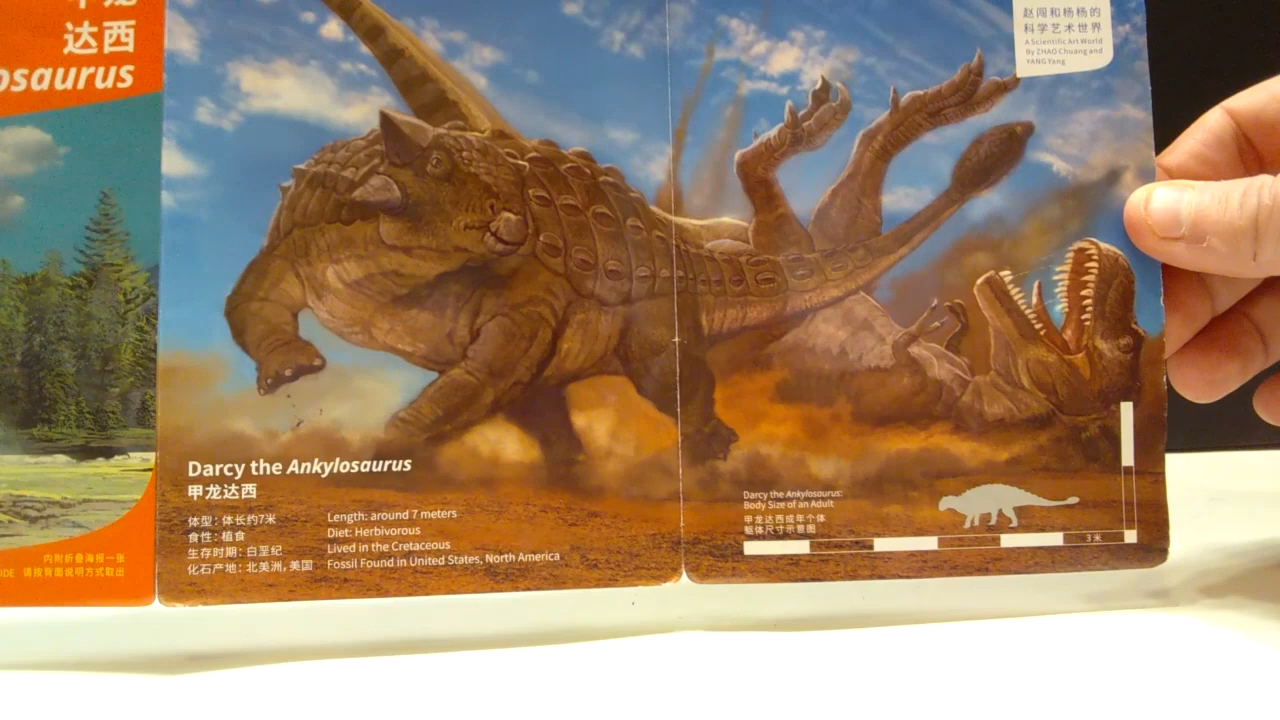 达西
osaurus
内附折叠海报一张
IDE 请按背面说明方式取出
赵闯和杨杨的
科学艺术世界
A Scientific Art World
By ZHAO Chuang and
YANG Yang
Darcy the Ankylosaurus
甲龙达西
体型：体长约7米
食性：植食
生存时期：白垩纪
化石产地：北美洲，美国
Length: around 7 meters
Diet: Herbivorous
Lived in the Cretaceous
Fossil Found in United States, North America
Darcy the Ankylosaurus:
Body Size of an Adult
甲龙达西成年个体
躯体尺寸示意图
3 米